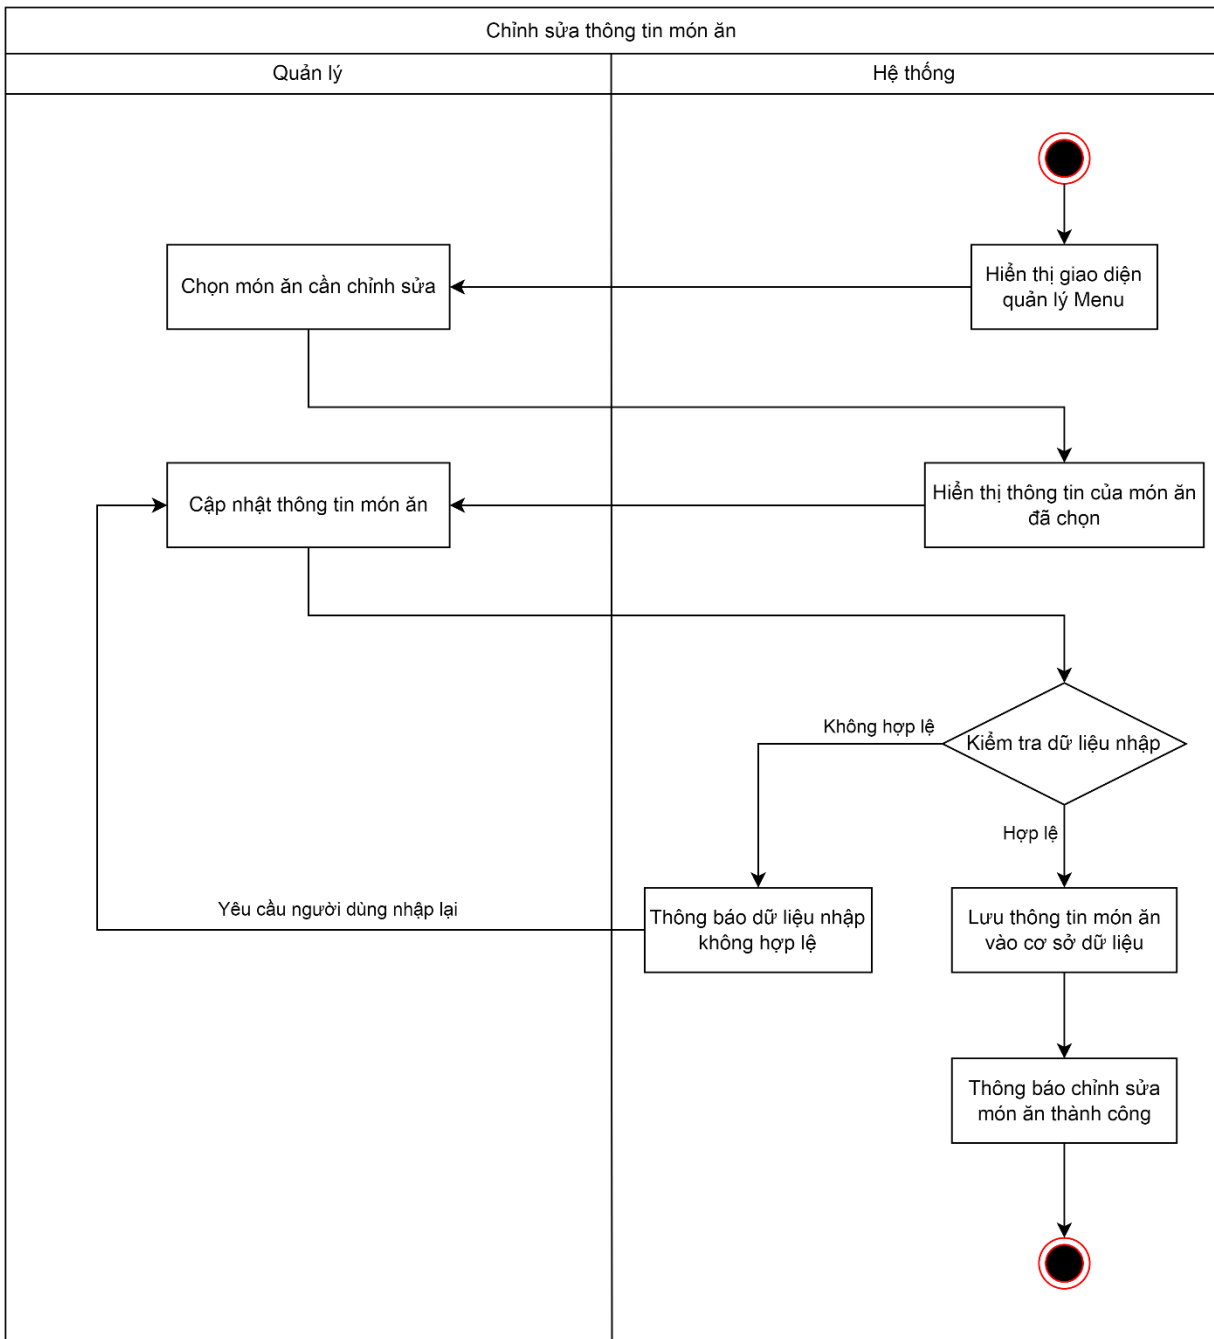 Chỉnh sửa thông tin món ăn
Quản lý
Hệ thống
Hiển thị giao diện
quản lý Menu
Chọn món ăn cần chỉnh sửa
Hiển thị thông tin của món ăn
đã chọn
Cập nhật thông tin món ăn
Kiểm tra dữ liệu nhập
Không hợp lệ
Hợp lệ
Thông báo dữ liệu nhập
không hợp lệ
Yêu cầu người dùng nhập lại
Lưu thông tin món ăn
vào cơ sở dữ liệu
Thông báo chỉnh sửa
món ăn thành công